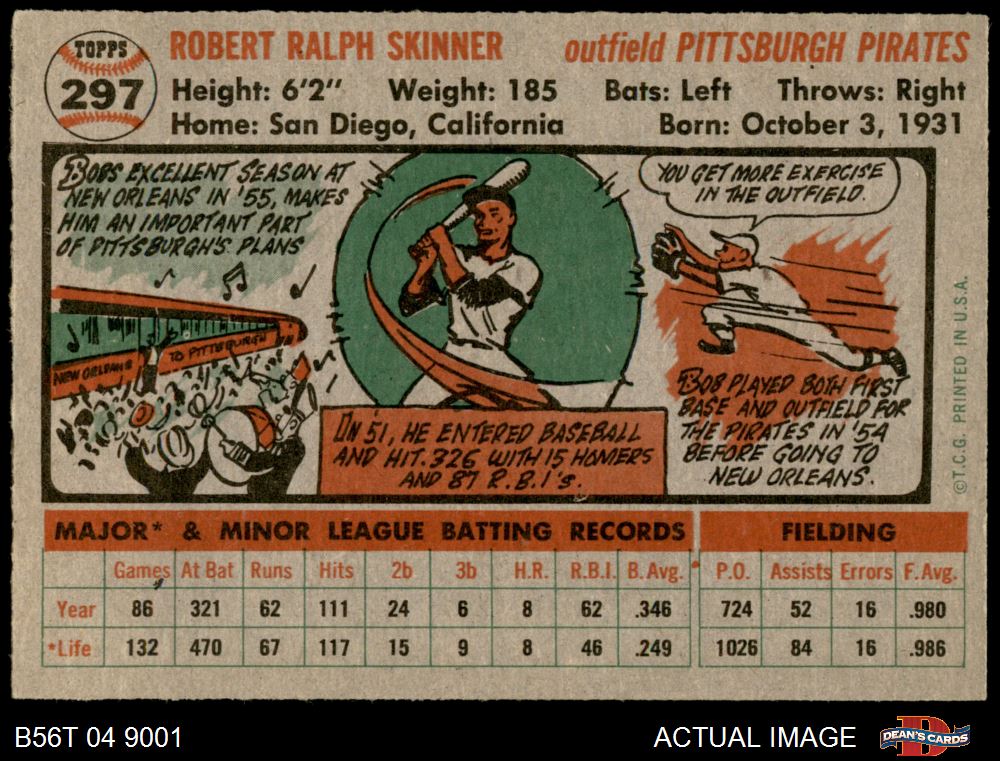 TOPPS
297
ROBERT RALPH SKINNER outfield PITTSBURGH PIRATES
Height: 6'2" Weight: 185 Bats: Left Throws: Right
Home: San Diego, California Born: October 3, 1931
BOBS EXCELLENT SEASON AT
NEW ORLEANS IN '55, MAKES
HIM AN IMPORTANT PART
OF PITTSBURGH'S PLANS
NEW ORLEANS TO PITTSBURGH
ON 51, HE ENTERED BASEBALL
AND HIT .326 WITH 15 HOMERS
AND 87 R.B.I's.
YOU GET MORE EXERCISE
IN THE OUTFIELD.
BOB PLAYED BOTH FIRST
BASE AND OUTFIELD FOR
THE PIRATES IN '54
BEFORE GOING TO
NEW ORLEANS.
©T.C.G. PRINTED IN U.S.A.
MAJOR* & MINOR LEAGUE BATTING RECORDS FIELDING
Games At Bat Runs Hits 2b 3b H.R. R.B.I. B. Avg. P.O. Assists Errors F. Avg.
Year 86 321 62 111 24 6 8 62 .346 724 52 16 .980
*Life 132 470 67 117 15 9 8 46 .249 1026 84 16 .986
B56T 04 9001 ACTUAL IMAGE DEAN'S CARDS